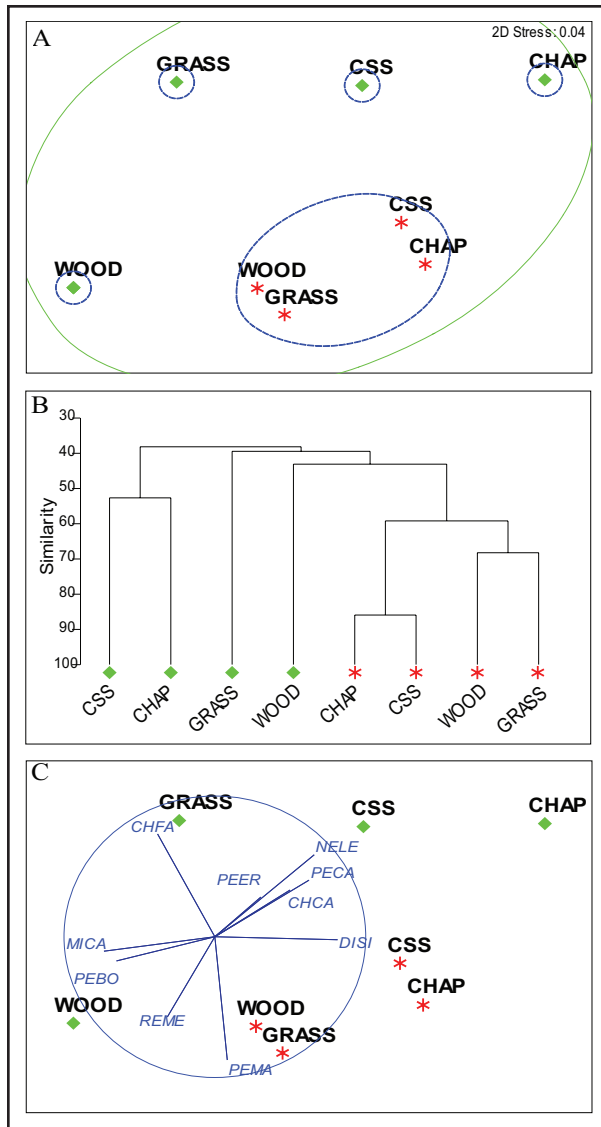 A
2D Stress: 0.04
GRASS
CSS
CHAP
CSS
CHAP
WOOD
WOOD
GRASS
B
30
40
50
60
70
80
90
100
Similarity
CSS
CHAP
GRASS
WOOD
CHAP
CSS
WOOD
GRASS
C
GRASS
CSS
CHAP
CHFA
NELE
PEER
PECA
CHCA
MICA
DISI
CSS
PEBO
CHAP
WOOD
WOOD
REME
GRASS
PEMA